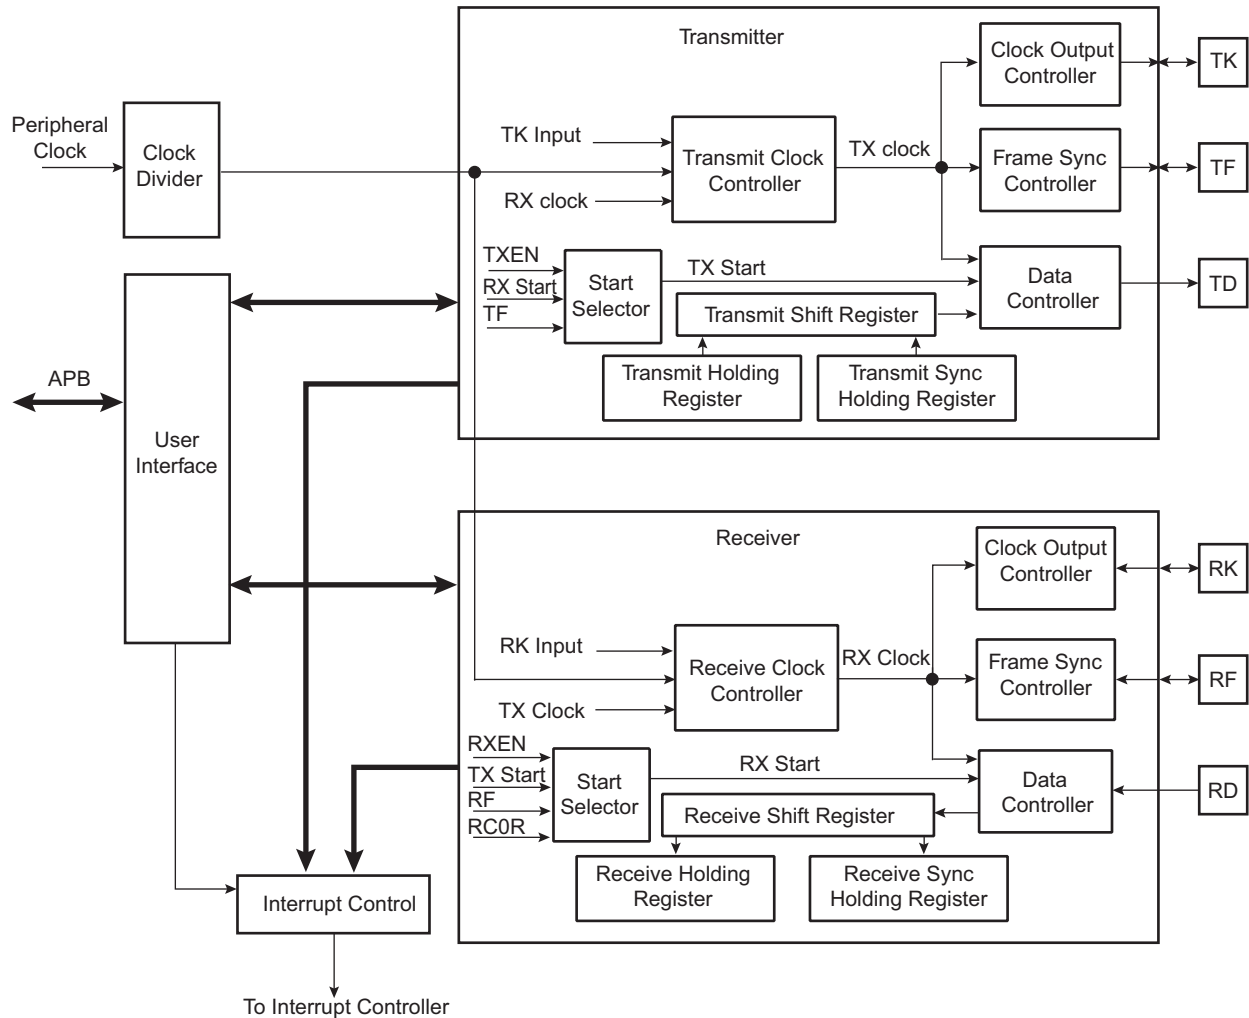 Transmitter
Clock Output
Controller
TK
Peripheral
Clock
Clock
Divider
TK Input
Transmit Clock
Controller
TX clock
Frame Sync
Controller
TF
RX clock
TXEN
RX Start
TF
Start
Selector
TX Start
Data
Controller
TD
Transmit Shift Register
Transmit Holding
Register
Transmit Sync
Holding Register
APB
User
Interface
Receiver
Clock Output
Controller
RK
RK Input
Receive Clock
Controller
RX Clock
Frame Sync
Controller
RF
TX Clock
RXEN
TX Start
RF
RC0R
Start
Selector
RX Start
Data
Controller
RD
Receive Shift Register
Receive Holding
Register
Receive Sync
Holding Register
Interrupt Control
To Interrupt Controller